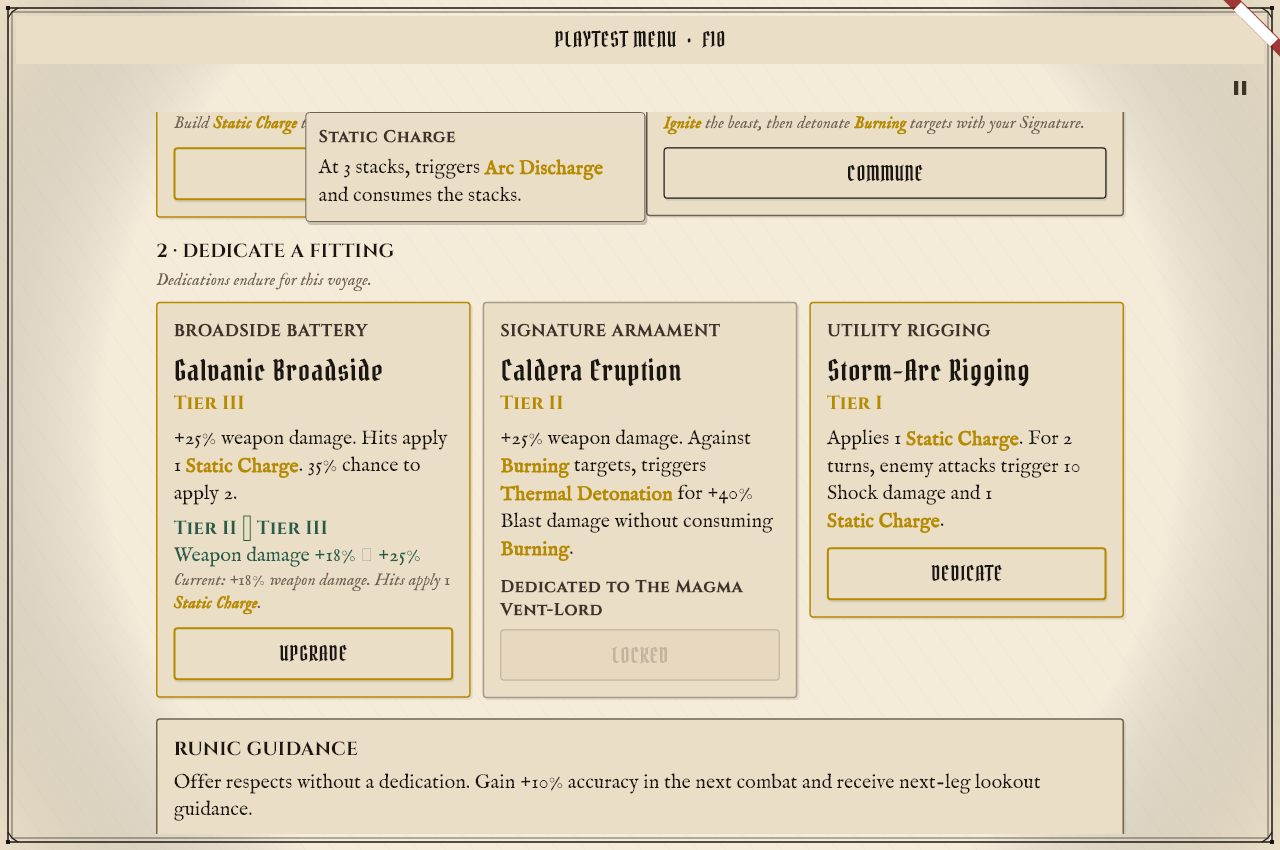 PLAYTEST MENU · F10
Build Static Charge
STATIC CHARGE
At 3 stacks, triggers Arc Discharge
and consumes the stacks.
Ignite the beast, then detonate Burning targets with your Signature.
COMMUNE
2 · DEDICATE A FITTING
Dedications endure for this voyage.
BROADSIDE BATTERY
Galvanic Broadside
TIER III
+25% weapon damage. Hits apply
1 Static Charge. 35% chance to
apply 2.
TIER II TIER III
Weapon damage +18% +25%
Current: +18% weapon damage. Hits apply 1
Static Charge.
UPGRADE
SIGNATURE ARMAMENT
Caldera Eruption
TIER II
+25% weapon damage. Against
Burning targets, triggers
Thermal Detonation for +40%
Blast damage without consuming
Burning.
DEDICATED TO THE MAGMA
VENT-LORD
LOCKED
UTILITY RIGGING
Storm-Arc Rigging
TIER I
Applies 1 Static Charge. For 2
turns, enemy attacks trigger 10
Shock damage and 1
Static Charge.
DEDICATE
RUNIC GUIDANCE
Offer respects without a dedication. Gain +10% accuracy in the next combat and receive next-leg lookout
guidance.